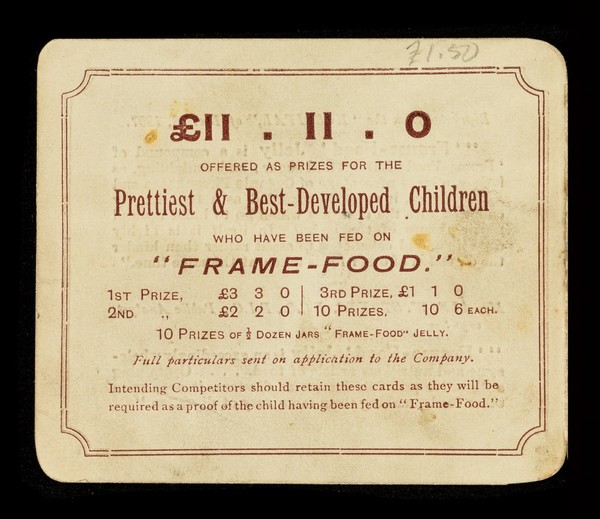 £1.50
£11 . 11 . 0
OFFERED AS PRIZES FOR THE
Prettiest & Best-Developed Children
WHO HAVE BEEN FED ON
"FRAME-FOOD."
1ST PRIZE, £3 3 0 | 3RD PRIZE, £1 1 0
2ND „ £2 2 0 | 10 PRIZES, 10 6 EACH.
10 PRIZES OF ½ DOZEN JARS "FRAME-FOOD" JELLY.
Full particulars sent on application to the Company.
Intending Competitors should retain these cards as they will be
required as a proof of the child having been fed on "Frame-Food."